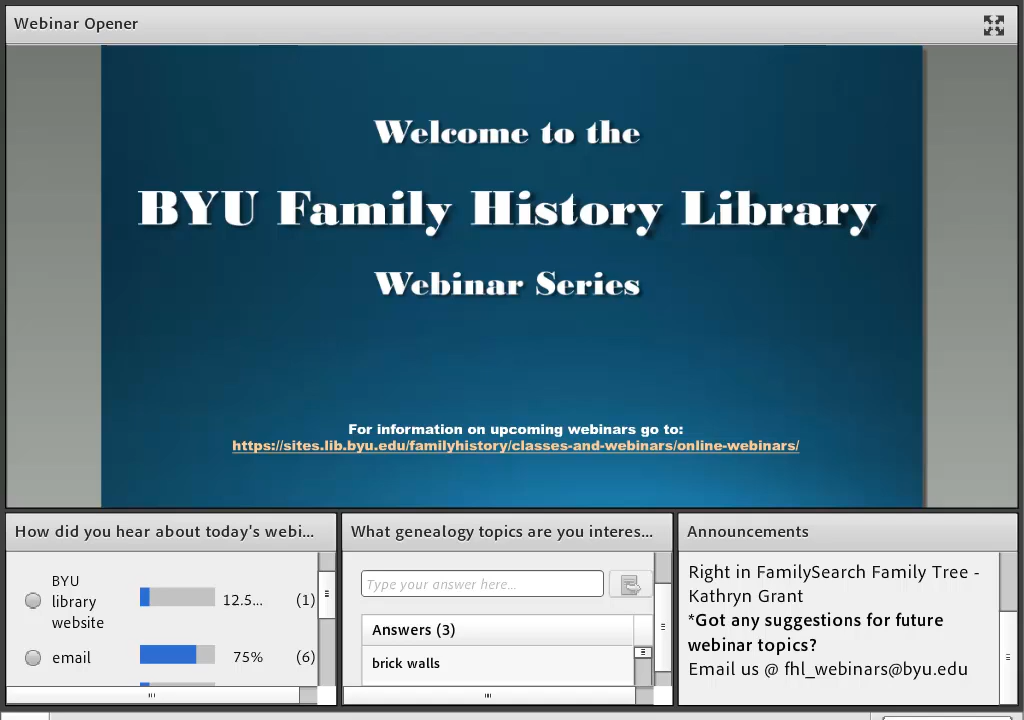 Webinar Opener
Welcome to the
BYU Family History Library
Webinar Series
For information on upcoming webinars go to:
https://sites.lib.byu.edu/familyhistory/classes-and-webinars/online-webinars/
How did you hear about today's webi...
BYU
library
website
12.5...
(1)
email
75%
(6)
What genealogy topics are you interes...
Type your answer here...
Answers (3)
brick walls
Announcements
Right in FamilySearch Family Tree -
Kathryn Grant
*Got any suggestions for future
webinar topics?
Email us @ fhl_webinars@byu.edu